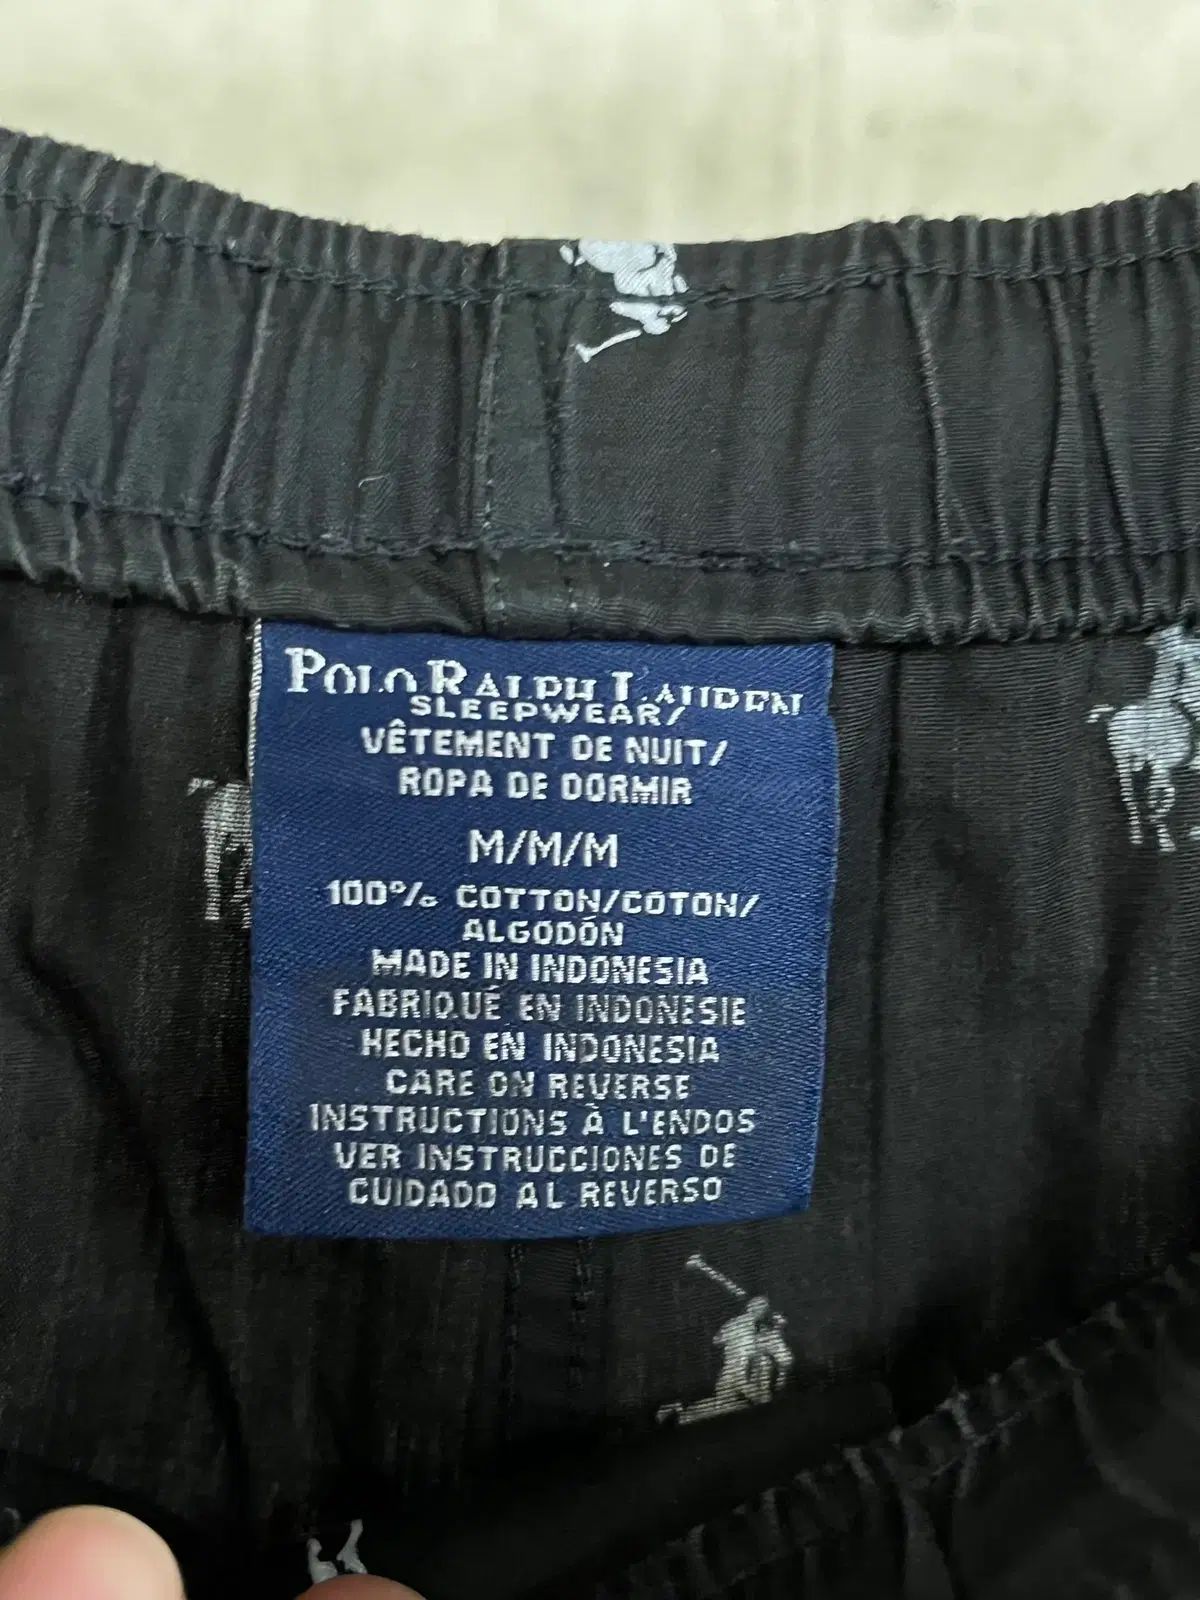 POLO RALPH LAUREN
SLEEPWEAR/
VÊTEMENT DE NUIT/
ROPA DE DORMIR
M/M/M
100% COTTON/COTON/
ALGODÓN
MADE IN INDONESIA
FABRIQUÉ EN INDONESIE
HECHO EN INDONESIA
CARE ON REVERSE
INSTRUCTIONS À L'ENDOS
VER INSTRUCCIONES DE
CUIDADO AL REVERSO